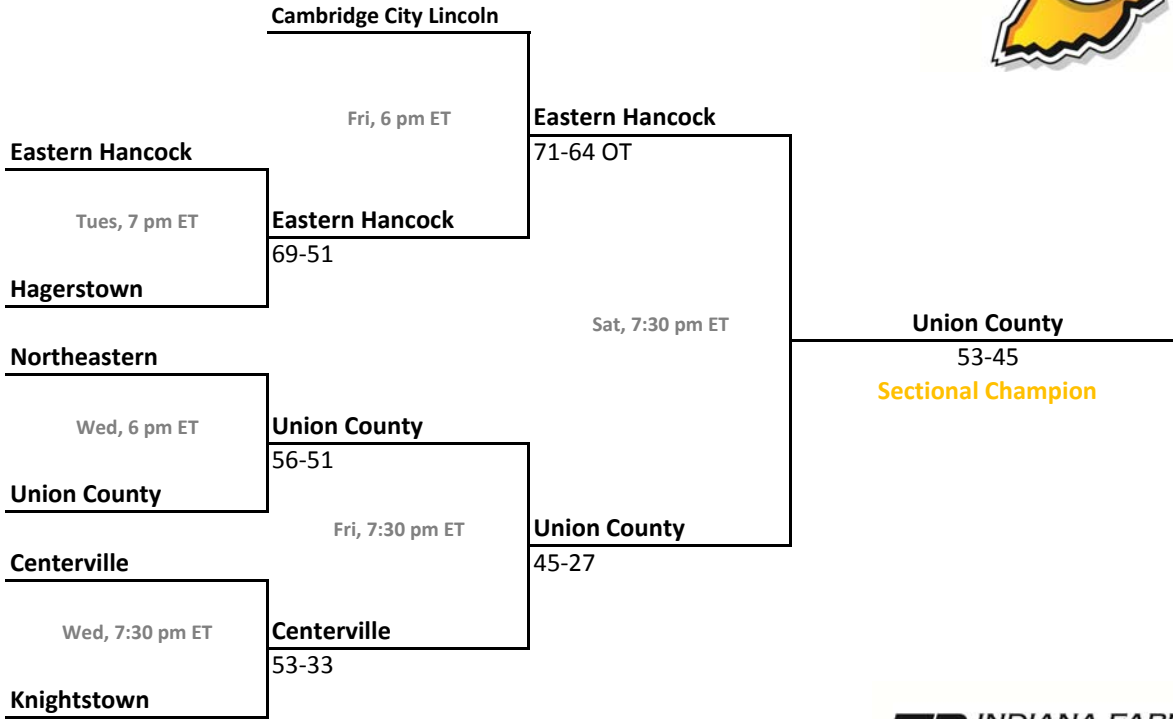 Cambridge City Lincoln
Fri, 6 pm ET
Eastern Hancock
71-64 OT
Eastern Hancock
Tues, 7 pm ET
Eastern Hancock
69-51
Hagerstown
Sat, 7:30 pm ET
Union County
53-45
Sectional Champion
Northeastern
Wed, 6 pm ET
Union County
56-51
Union County
Fri, 7:30 pm ET
Union County
45-27
Centerville
Wed, 7:30 pm ET
Centerville
53-33
Knightstown
INDIANA